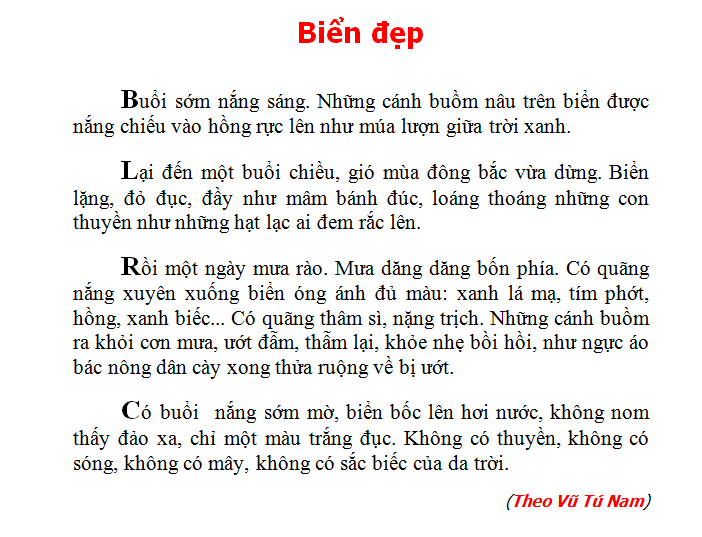 Biển đẹp
Buổi sớm nắng sáng. Những cánh buồm nâu trên biển được
nắng chiếu vào hồng rực lên như múa lượn giữa trời xanh.
Lại đến một buổi chiều, gió mùa đông bắc vừa dừng. Biển
lặng, đỏ đục, đầy như mâm bánh đúc, loáng thoáng những con
thuyền như những hạt lạc ai đem rắc lên.
Rồi một ngày mưa rào. Mưa dăng dăng bốn phía. Có quãng
nắng xuyên xuống biển óng ánh đủ màu: xanh lá mạ, tím phớt,
hồng, xanh biếc... Có quãng thâm sì, nặng trịch. Những cánh buồm
ra khỏi cơn mưa, ướt đẫm, thẫm lại, khỏe nhẹ bồi hồi, như ngực áo
bác nông dân cày xong thửa ruộng về bị ướt.
Có buổi nắng sớm mờ, biển bốc lên hơi nước, không nom
thấy đảo xa, chỉ một màu trắng đục. Không có thuyền, không có
sóng, không có mây, không có sắc biếc của da trời.
(Theo Vũ Tú Nam)